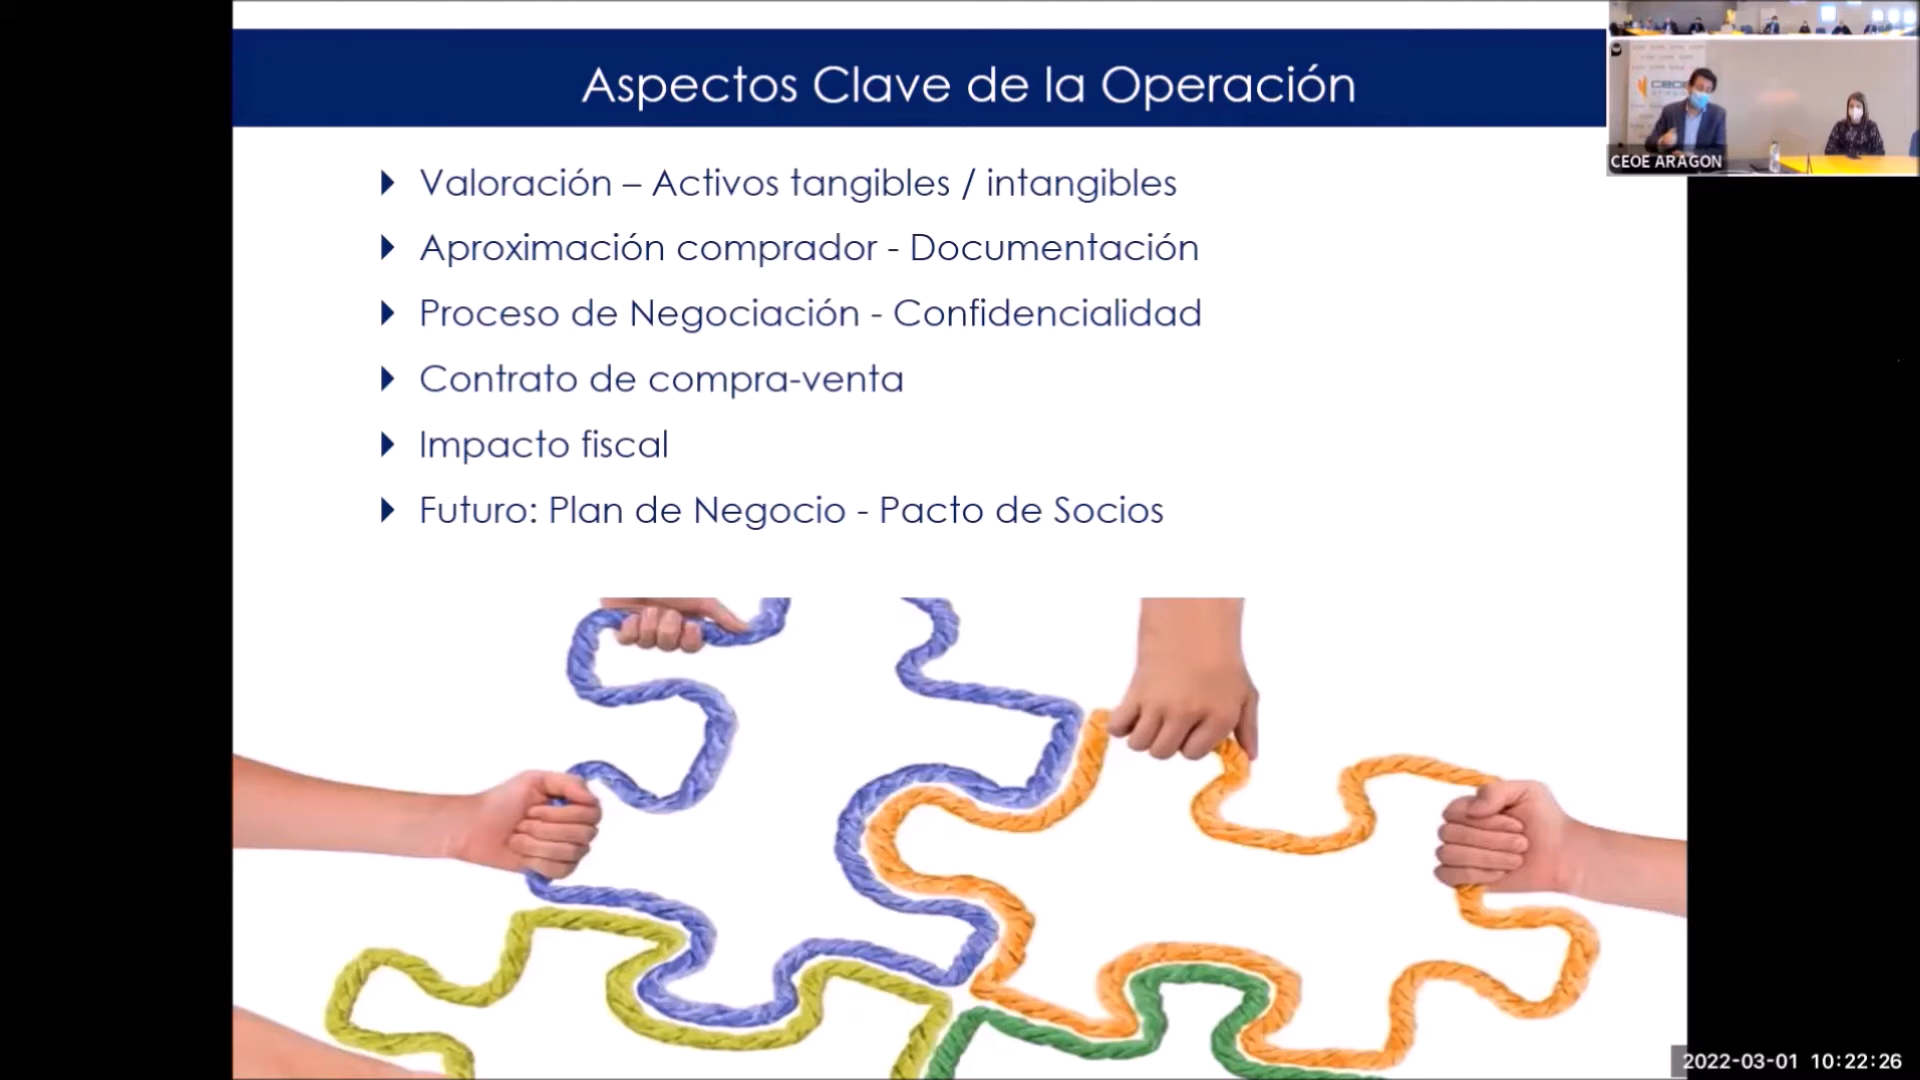 Aspectos Clave de la Operación
Valoración – Activos tangibles / intangibles
Aproximación comprador - Documentación
Proceso de Negociación - Confidencialidad
Contrato de compra-venta
Impacto fiscal
Futuro: Plan de Negocio - Pacto de Socios
CEOE ARAGON
2022-03-01 10:22:26